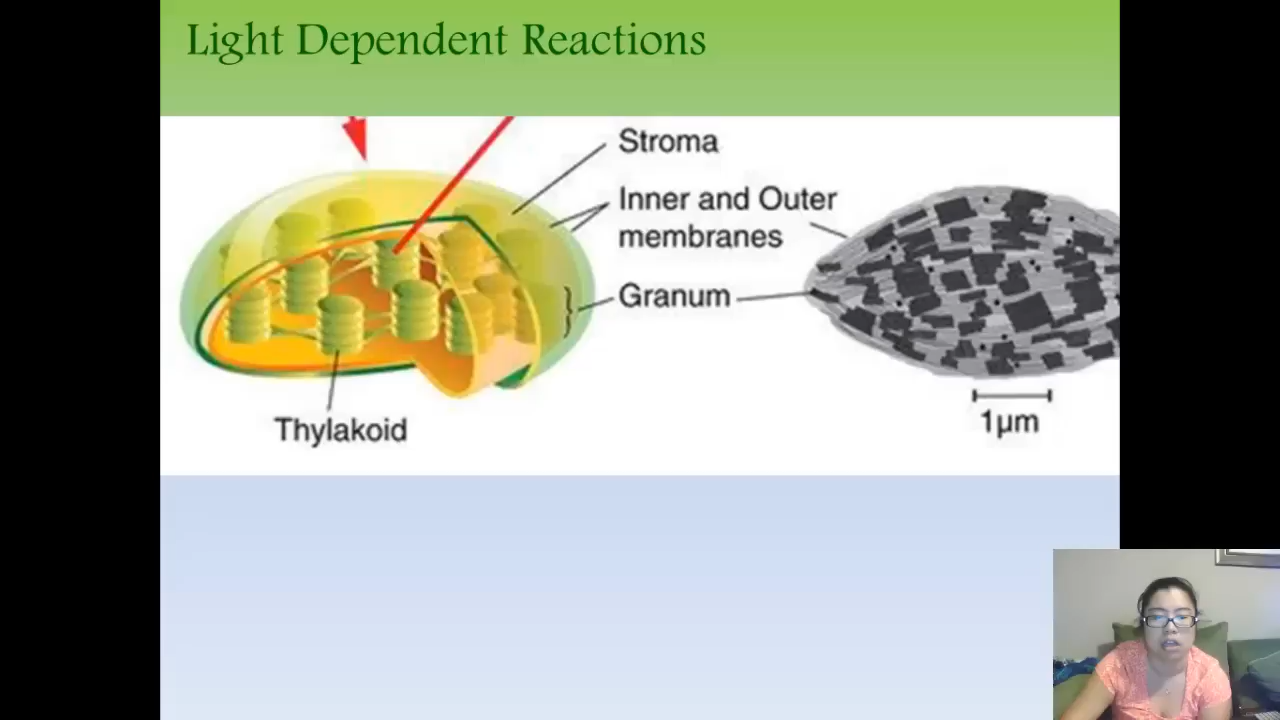 Light Dependent Reactions
Stroma
Inner and Outer
membranes
Granum
Thylakoid
1µm